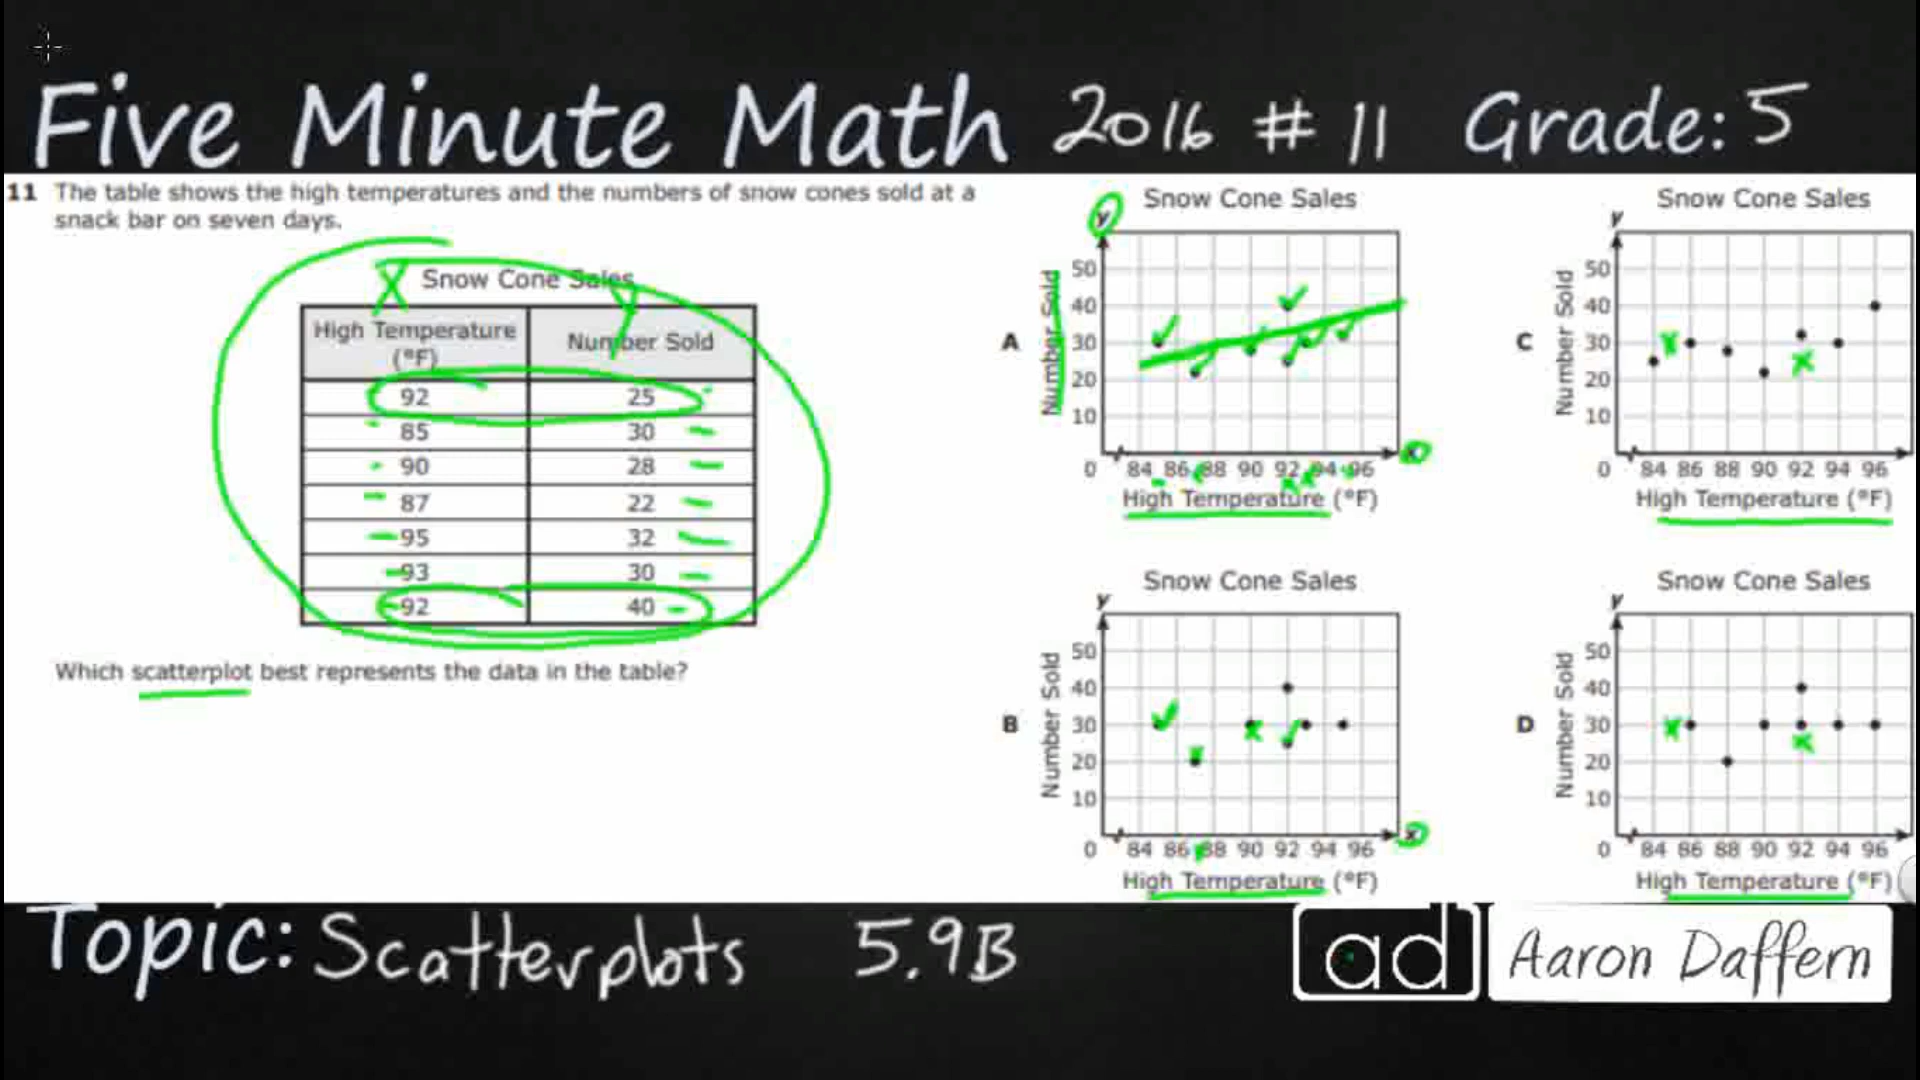 Five Minute Math 2016 # 11 Grade: 5
11 The table shows the high temperatures and the numbers of snow cones sold at a
snack bar on seven days.
X Y
Snow Cone Sales
High Temperature (°F) Number Sold
92 25
85 30
90 28
87 22
95 32
93 30
92 40
Which scatterplot best represents the data in the table?
A
Snow Cone Sales
y
Number Sold
50
40
30
20
10
0 84 86 88 90 92 94 96
x
High Temperature (°F)
B
Snow Cone Sales
y
Number Sold
50
40
30
20
10
0 84 86 88 90 92 94 96
x
High Temperature (°F)
C
Snow Cone Sales
y
Number Sold
50
40
30
20
10
0 84 86 88 90 92 94 96
High Temperature (°F)
D
Snow Cone Sales
y
Number Sold
50
40
30
20
10
0 84 86 88 90 92 94 96
High Temperature (°F)
Topic: Scatterplots 5.9B
ad Aaron Daffern